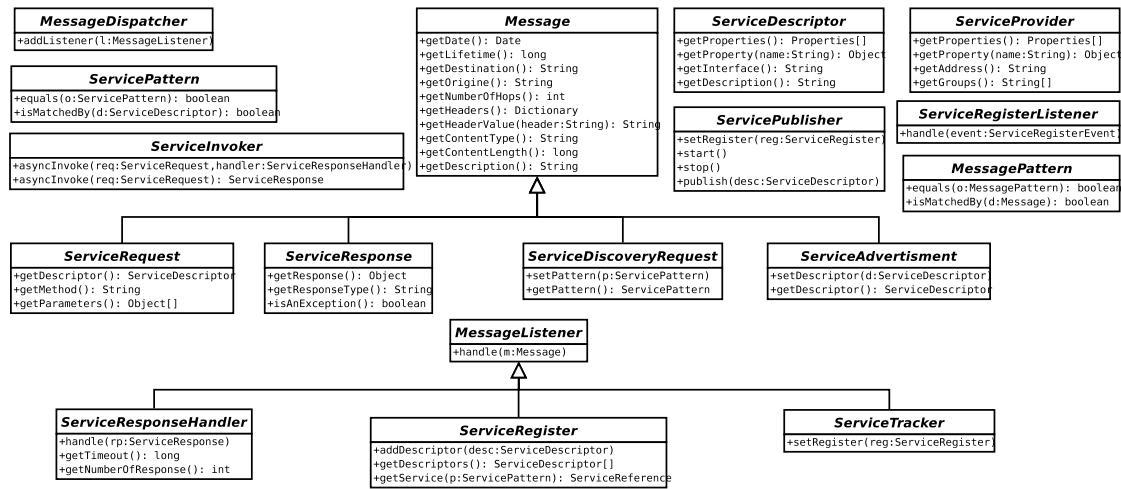 MessageDispatcher
+addListener(l:MessageListener)
ServicePattern
+equals(o:ServicePattern): boolean
+isMatchedBy(d:ServiceDescriptor): boolean
ServiceInvoker
+asyncInvoke(req:ServiceRequest,handler:ServiceResponseHandler)
+asyncInvoke(req:ServiceRequest): ServiceResponse
Message
+getDate(): Date
+getLifetime(): long
+getDestination(): String
+getOrigine(): String
+getNumberOfHops(): int
+getHeaders(): Dictionary
+getHeaderValue(header:String): String
+getContentType(): String
+getContentLength(): long
+getDescription(): String
ServiceDescriptor
+getProperties(): Properties[]
+getProperty(name:String): Object
+getInterface(): String
+getDescription(): String
ServicePublisher
+setRegister(reg:ServiceRegister)
+start()
+stop()
+publish(desc:ServiceDescriptor)
ServiceProvider
+getProperties(): Properties[]
+getProperty(name:String): Object
+getAddress(): String
+getGroups(): String[]
ServiceRegisterListener
+handle(event:ServiceRegisterEvent)
MessagePattern
+equals(o:MessagePattern): boolean
+isMatchedBy(d:Message): boolean
ServiceRequest
+getDescriptor(): ServiceDescriptor
+getMethod(): String
+getParameters(): Object[]
ServiceResponse
+getResponse(): Object
+getResponseType(): String
+isAnException(): boolean
ServiceDiscoveryRequest
+setPattern(p:ServicePattern)
+getPattern(): ServicePattern
ServiceAdvertisment
+setDescriptor(d:ServiceDescriptor)
+getDescriptor(): ServiceDescriptor
MessageListener
+handle(m:Message)
ServiceResponseHandler
+handle(rp:ServiceResponse)
+getTimeout(): long
+getNumberOfResponse(): int
ServiceRegister
+addDescriptor(desc:ServiceDescriptor)
+getDescriptors(): ServiceDescriptor[]
+getService(p:ServicePattern): ServiceReference
ServiceTracker
+setRegister(reg:ServiceRegister)